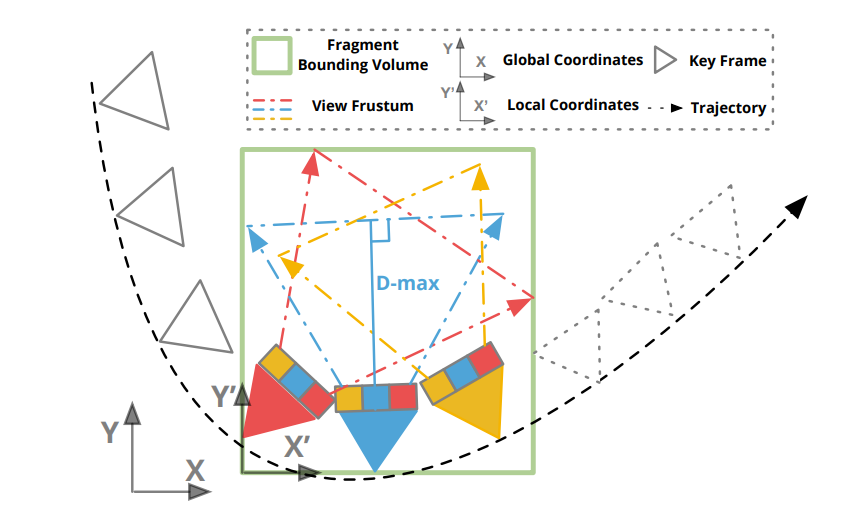 Fragment
Bounding Volume
Y
X
Global Coordinates
Key Frame
View Frustum
Y'
X'
Local Coordinates
Trajectory
D-max
Y'
X'
Y
X